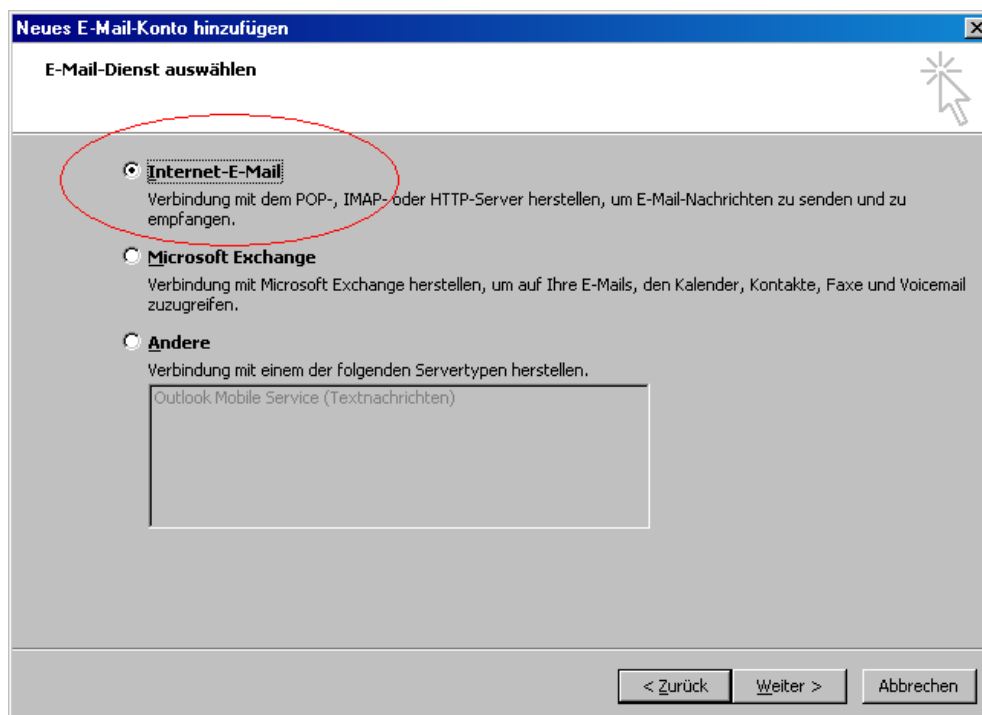 Neues E-Mail-Konto hinzufügen
E-Mail-Dienst auswählen
Internet-E-Mail
Verbindung mit dem POP-, IMAP- oder HTTP-Server herstellen, um E-Mail-Nachrichten zu senden und zu
empfangen.
Microsoft Exchange
Verbindung mit Microsoft Exchange herstellen, um auf Ihre E-Mails, den Kalender, Kontakte, Faxe und Voicemail
zuzugreifen.
Andere
Verbindung mit einem der folgenden Servertypen herstellen.
Outlook Mobile Service (Textnachrichten)
< Zurück Weiter > Abbrechen